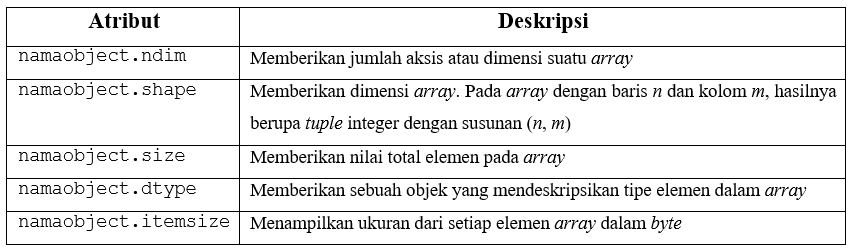 Atribut Deskripsi
namaobject.ndim Memberikan jumlah aksis atau dimensi suatu array
namaobject.shape Memberikan dimensi array. Pada array dengan baris n dan kolom m, hasilnya
berupa tuple integer dengan susunan (n, m)
namaobject.size Memberikan nilai total elemen pada array
namaobject.dtype Memberikan sebuah objek yang mendeskripsikan tipe elemen dalam array
namaobject.itemsize Menampilkan ukuran dari setiap elemen array dalam byte